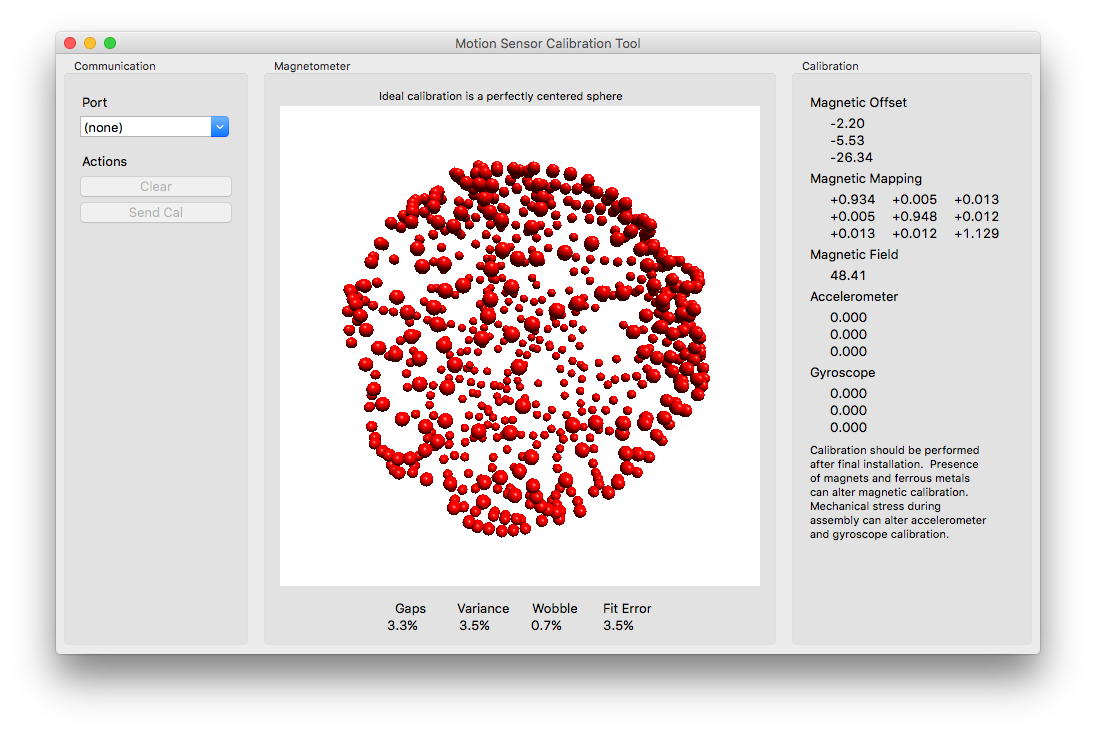 Motion Sensor Calibration Tool
Communication
Port
(none)
Actions
Clear
Send Cal
Magnetometer
Ideal calibration is a perfectly centered sphere
Gaps Variance Wobble Fit Error
3.3% 3.5% 0.7% 3.5%
Calibration
Magnetic Offset
-2.20
-5.53
-26.34
Magnetic Mapping
+0.934 +0.005 +0.013
+0.005 +0.948 +0.012
+0.013 +0.012 +1.129
Magnetic Field
48.41
Accelerometer
0.000
0.000
0.000
Gyroscope
0.000
0.000
0.000
Calibration should be performed
after final installation. Presence
of magnets and ferrous metals
can alter magnetic calibration.
Mechanical stress during
assembly can alter accelerometer
and gyroscope calibration.